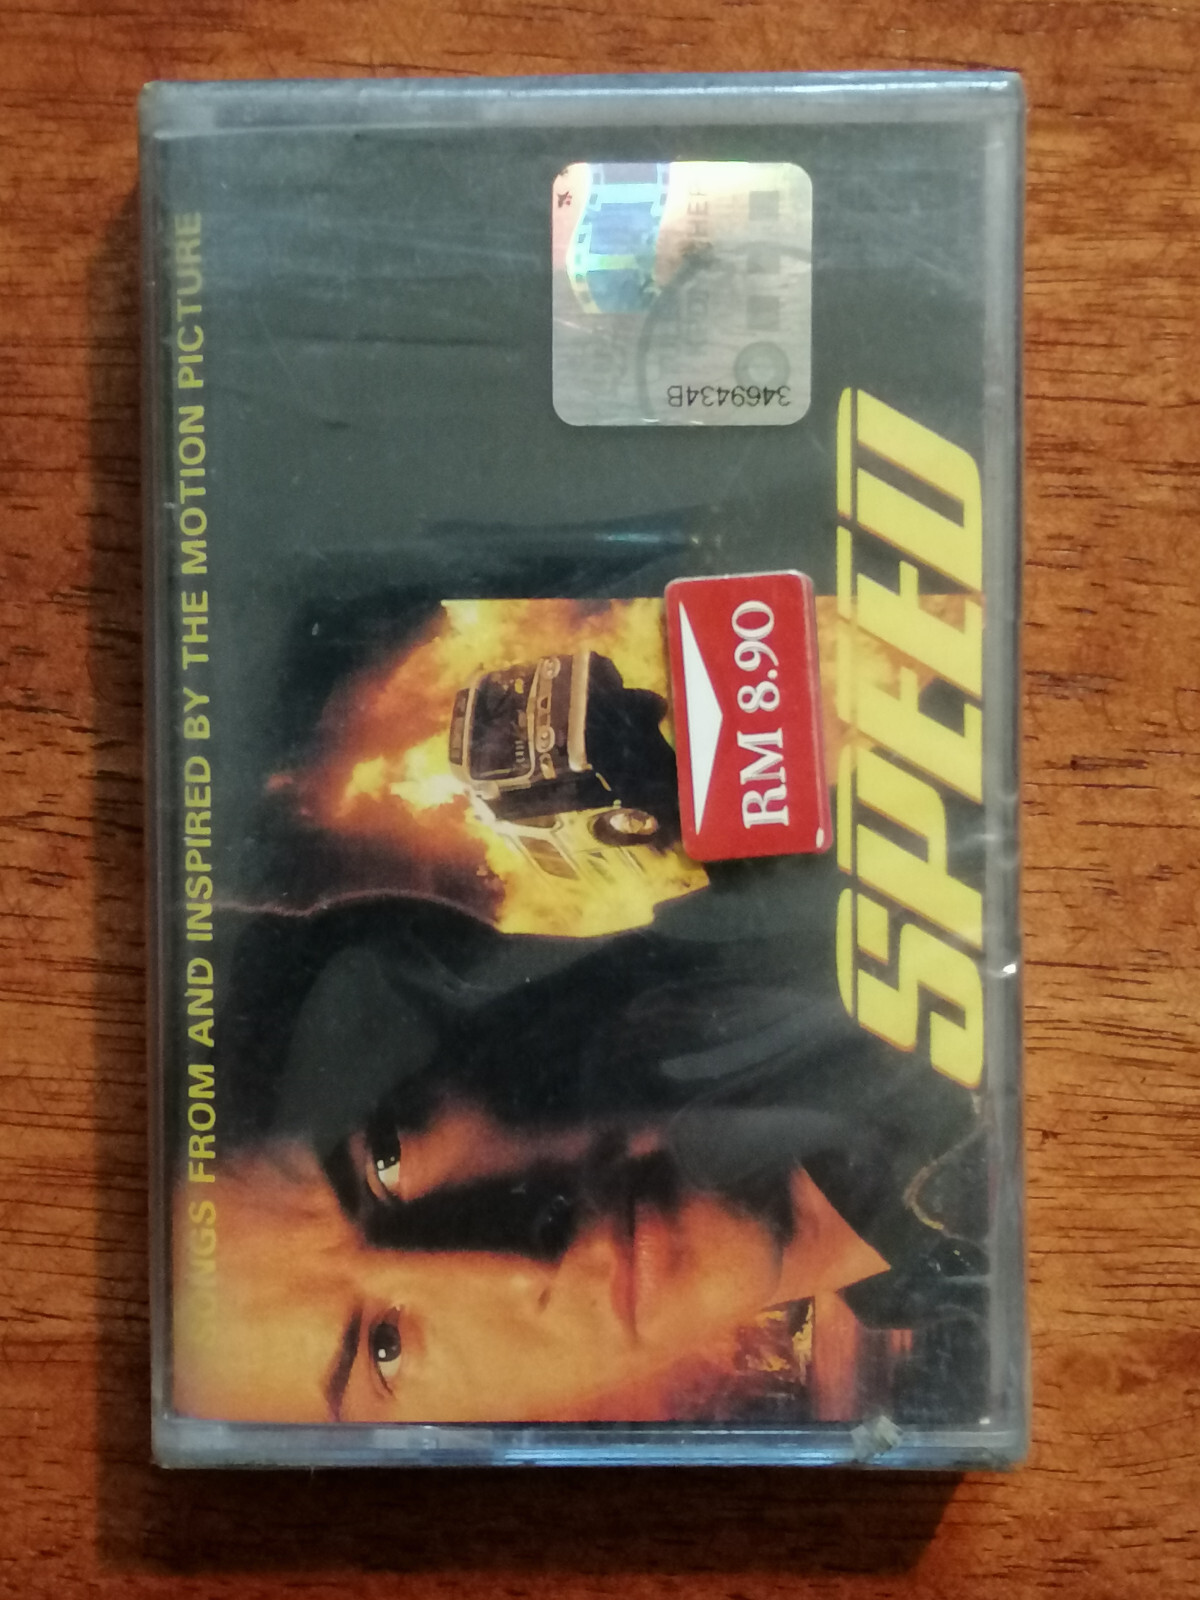 SONGS FROM AND INSPIRED BY THE MOTION PICTURE
3469434B
RM 8.90
SPEED